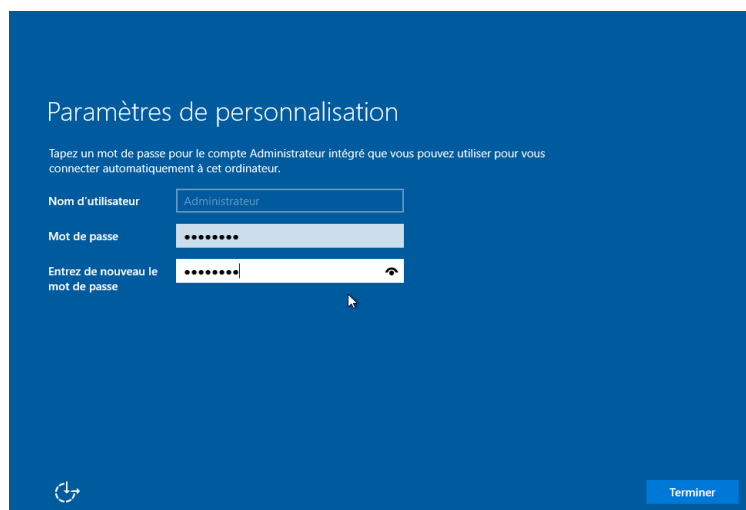 Paramètres de personnalisation
Tapez un mot de passe pour le compte Administrateur intégré que vous pouvez utiliser pour vous
connecter automatiquement à cet ordinateur.
Nom d'utilisateur
Administrateur
Mot de passe
••••••••
Entrez de nouveau le
mot de passe
••••••••
Terminer